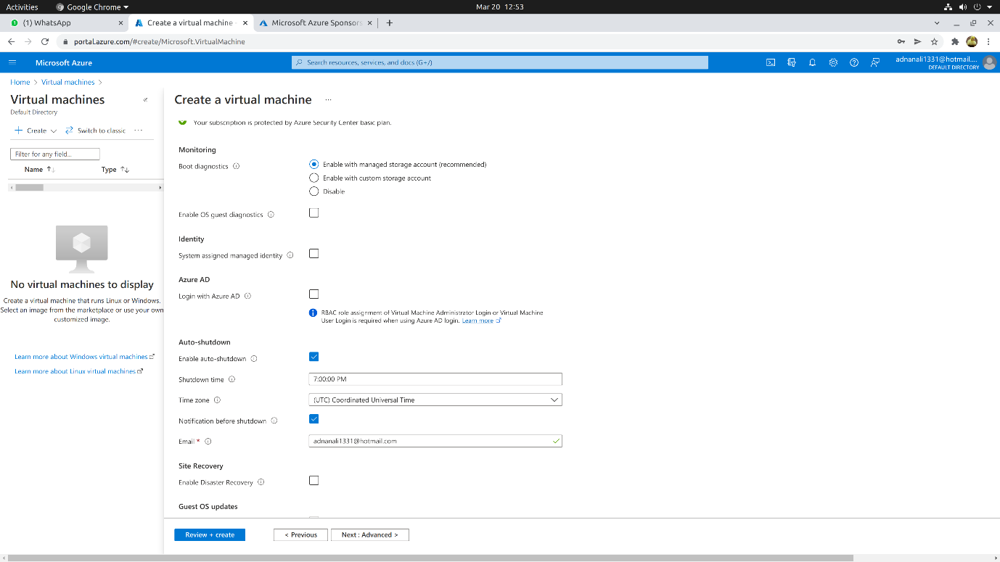 Activities Google Chrome Mar 20 12:53
(1) WhatsApp Create a virtual machine - Microsoft Azure Sponsors
portal.azure.com/#create/Microsoft.VirtualMachine
Microsoft Azure Search resources, services, and docs (G+/) adnanali1331@hotmail....
DEFAULT DIRECTORY
Home > Virtual machines >
Virtual machines
Default Directory
Create Switch to classic ...
Filter for any field...
Name Type
No virtual machines to display
Create a virtual machine that runs Linux or Windows.
Select an image from the marketplace or use your own
customized image.
Learn more about Windows virtual machines
Learn more about Linux virtual machines
Create a virtual machine ...
Your subscription is protected by Azure Security Center basic plan.
Monitoring
Boot diagnostics
Enable with managed storage account (recommended)
Enable with custom storage account
Disable
Enable OS guest diagnostics
Identity
System assigned managed identity
Azure AD
Login with Azure AD
RBAC role assignment of Virtual Machine Administrator Login or Virtual Machine
User Login is required when using Azure AD login. Learn more
Auto-shutdown
Enable auto-shutdown
Shutdown time 7:00:00 PM
Time zone (UTC) Coordinated Universal Time
Notification before shutdown
Email * adnanali1331@hotmail.com
Site Recovery
Enable Disaster Recovery
Guest OS updates
Review + create < Previous Next : Advanced >